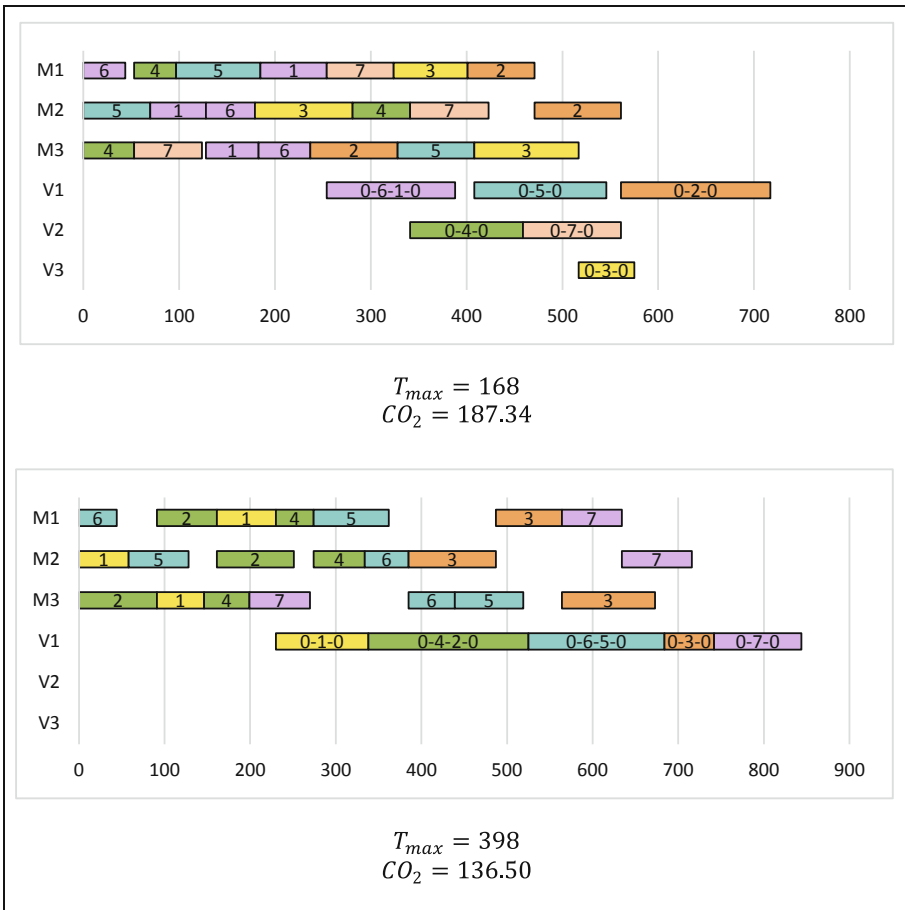 M1 6 4 5 1 7 3 2
M2 5 1 6 3 4 7 2
M3 4 7 1 6 2 5 3
V1 0-6-1-0 0-5-0 0-2-0
V2 0-4-0 0-7-0
V3 0-3-0
0 100 200 300 400 500 600 700 800
T_max = 168
CO_2 = 187.34
M1 6 2 1 4 5 3 7
M2 1 5 2 4 6 3 7
M3 2 1 4 7 6 5 3
V1 0-1-0 0-4-2-0 0-6-5-0 0-3-0 0-7-0
V2
V3
0 100 200 300 400 500 600 700 800 900
T_max = 398
CO_2 = 136.50